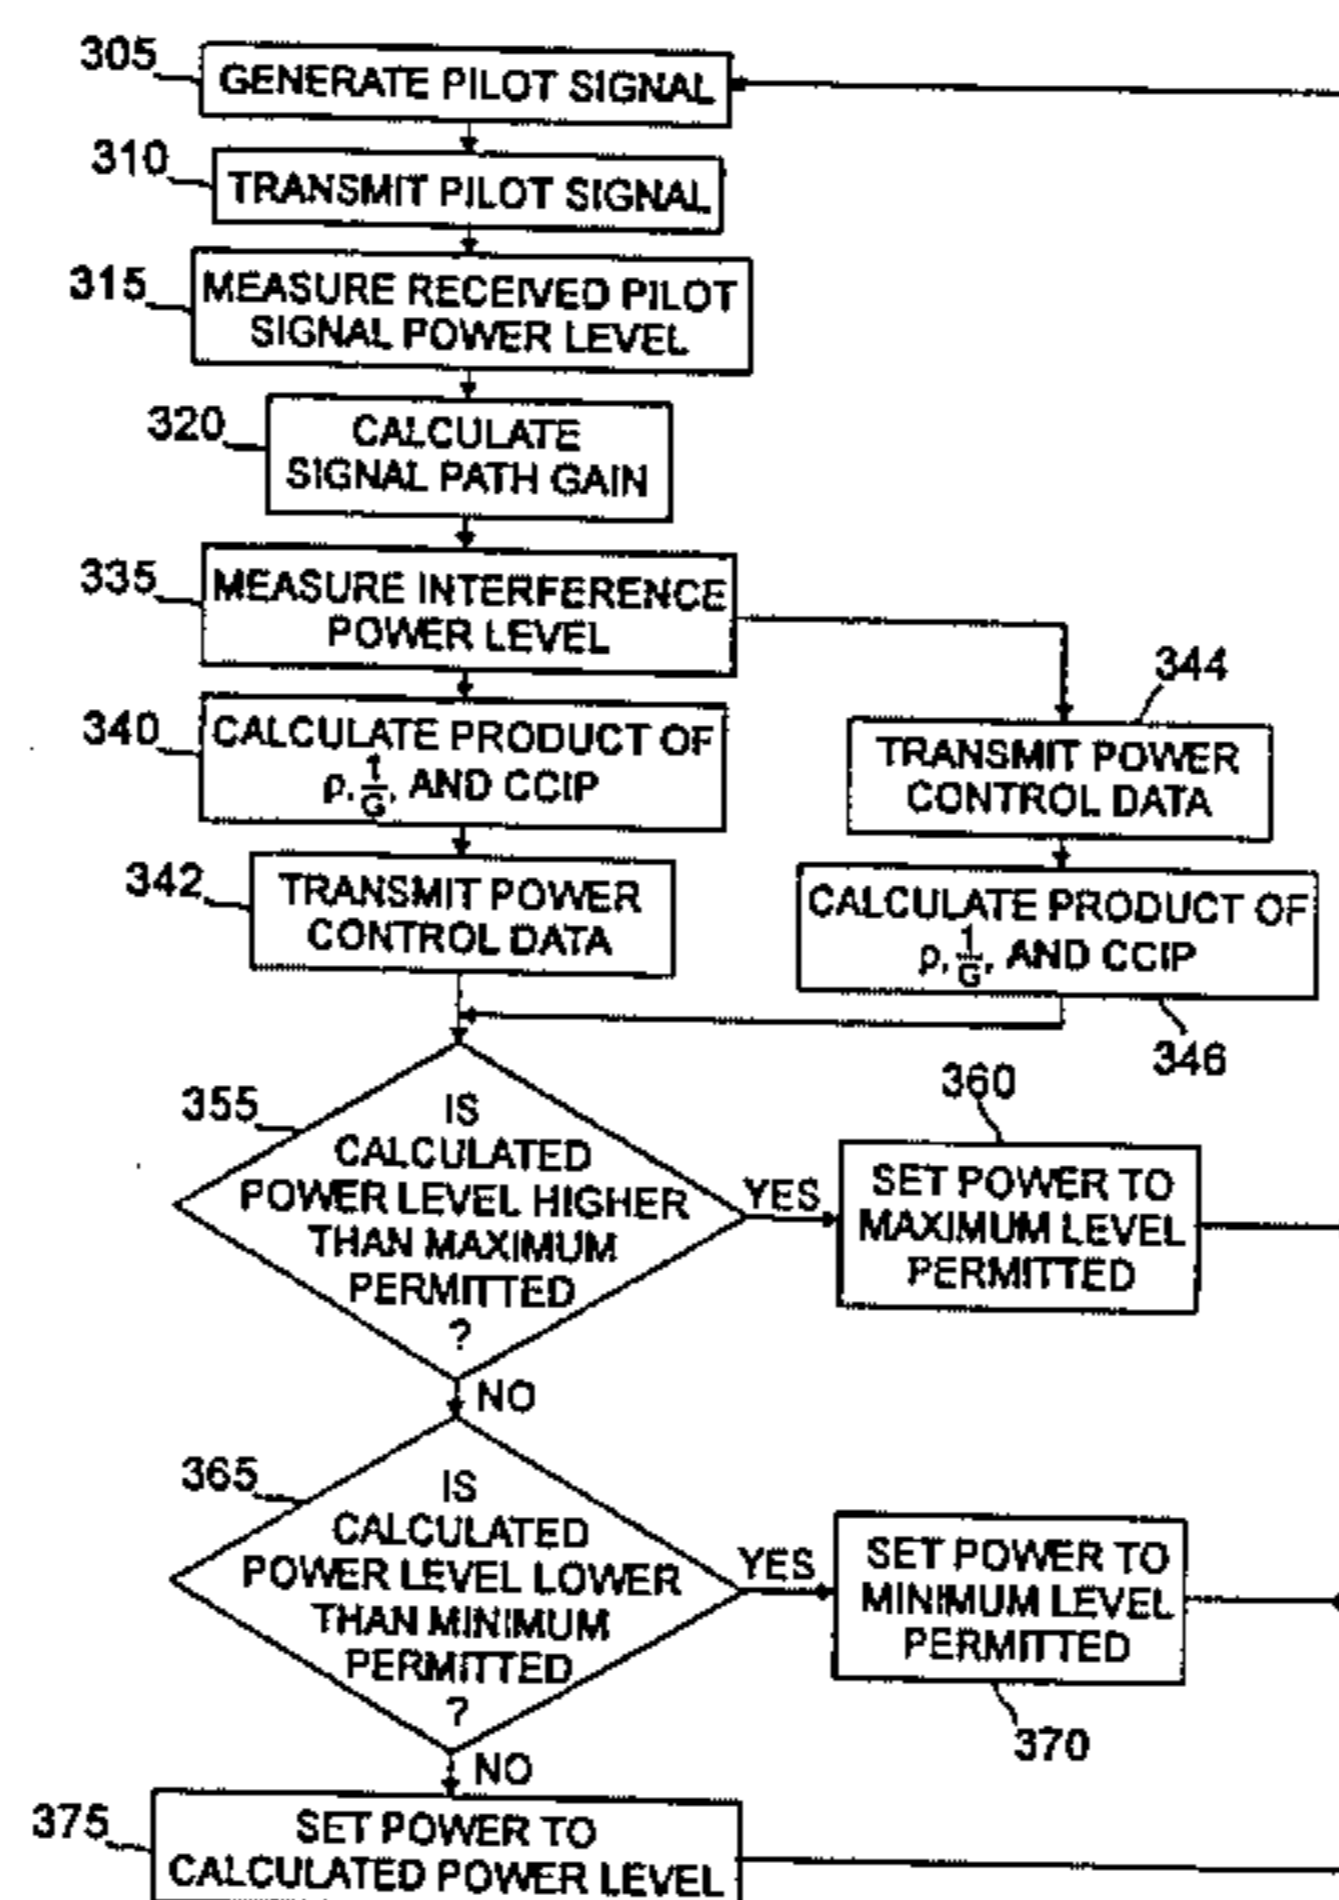 305
GENERATE PILOT SIGNAL
310
TRANSMIT PILOT SIGNAL
315
MEASURE RECEIVED PILOT
SIGNAL POWER LEVEL
320
CALCULATE
SIGNAL PATH GAIN
335
MEASURE INTERFERENCE
POWER LEVEL
340
CALCULATE PRODUCT OF
ρ, 1/G, AND CCIP
342
TRANSMIT POWER
CONTROL DATA
344
TRANSMIT POWER
CONTROL DATA
CALCULATE PRODUCT OF
ρ, 1/G, AND CCIP
346
355
IS
CALCULATED
POWER LEVEL HIGHER
THAN MAXIMUM
PERMITTED
?
YES
360
SET POWER TO
MAXIMUM LEVEL
PERMITTED
NO
365
IS
CALCULATED
POWER LEVEL LOWER
THAN MINIMUM
PERMITTED
?
YES
SET POWER TO
MINIMUM LEVEL
PERMITTED
370
NO
375
SET POWER TO
CALCULATED POWER LEVEL